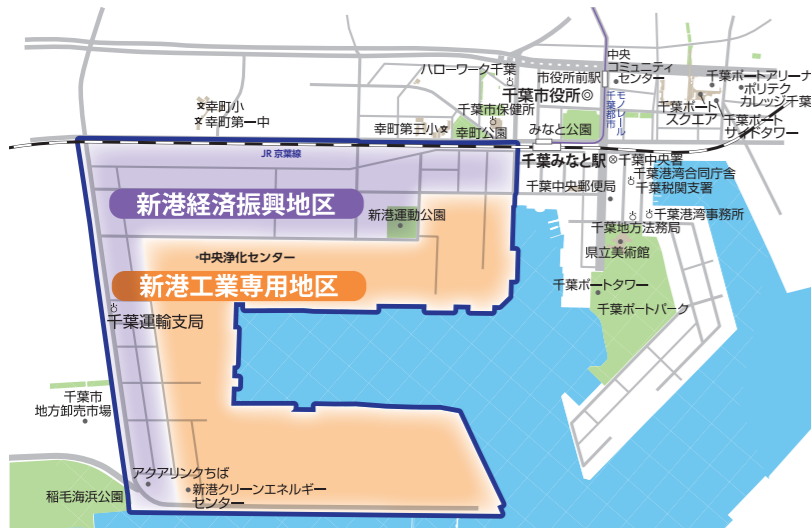 中央
コミュニティ
センター
ハローワーク千葉
市役所前駅
千葉市役所
千葉都市
モノレール
千葉ポートアリーナ
ポリテク
カレッジ千葉
千葉ポート
スクエア
千葉ポート
サイドタワー
千葉市保健所
幸町小
幸町第一中
幸町第三小
幸町公園
みなと公園
JR 京葉線
千葉みなと駅
千葉中央署
千葉港湾合同庁舎
千葉税関支署
千葉中央郵便局
新港経済振興地区
新港運動公園
千葉港湾事務所
千葉地方法務局
県立美術館
中央浄化センター
新港工業専用地区
千葉ポートタワー
千葉ポートパーク
千葉運輸支局
千葉市
地方卸売市場
アクアリンクちば
稲毛海浜公園
新港クリーンエネルギー
センター